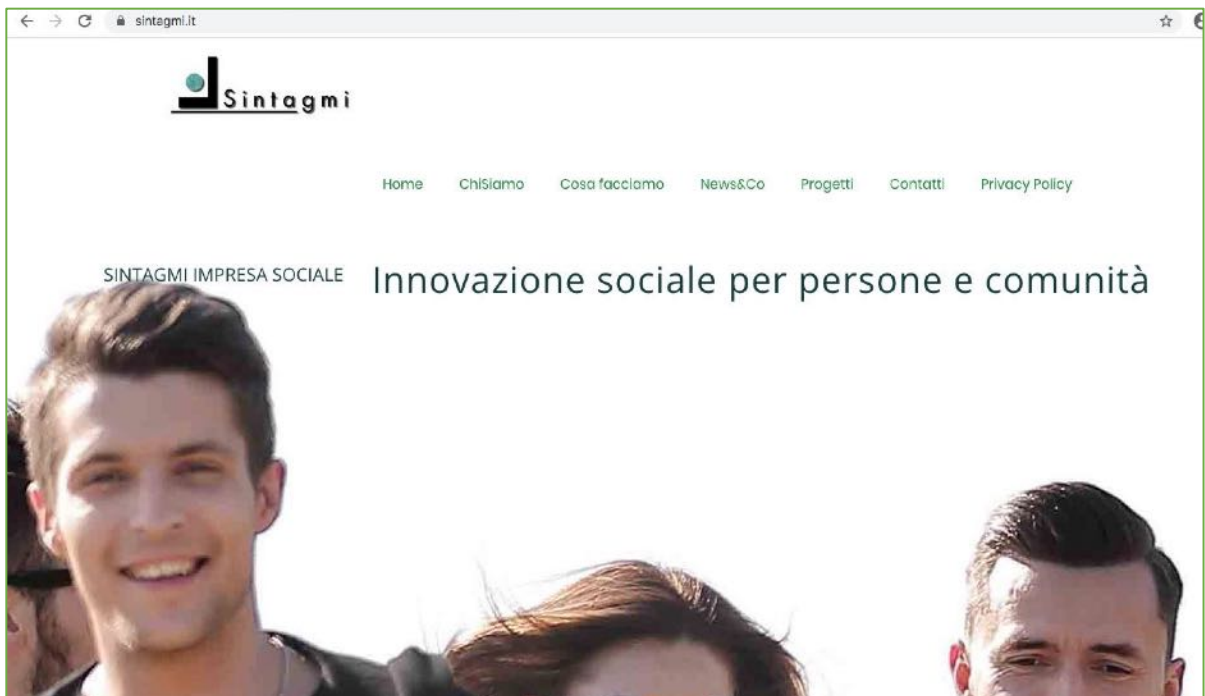 sintagmi.it
Sintagmi
Home ChiSiamo Cosa facciamo News&Co Progetti Contatti Privacy Policy
SINTAGMI IMPRESA SOCIALE Innovazione sociale per persone e comunità